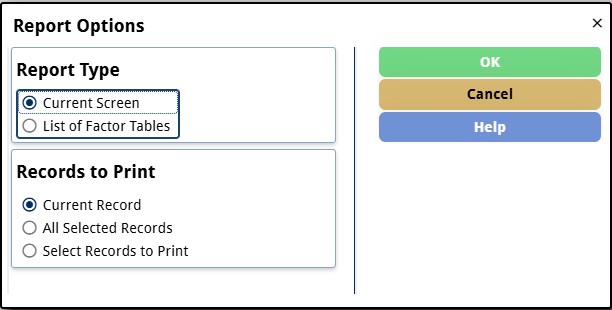 Report Options
Report Type
Current Screen
List of Factor Tables
Records to Print
Current Record
All Selected Records
Select Records to Print
OK
Cancel
Help